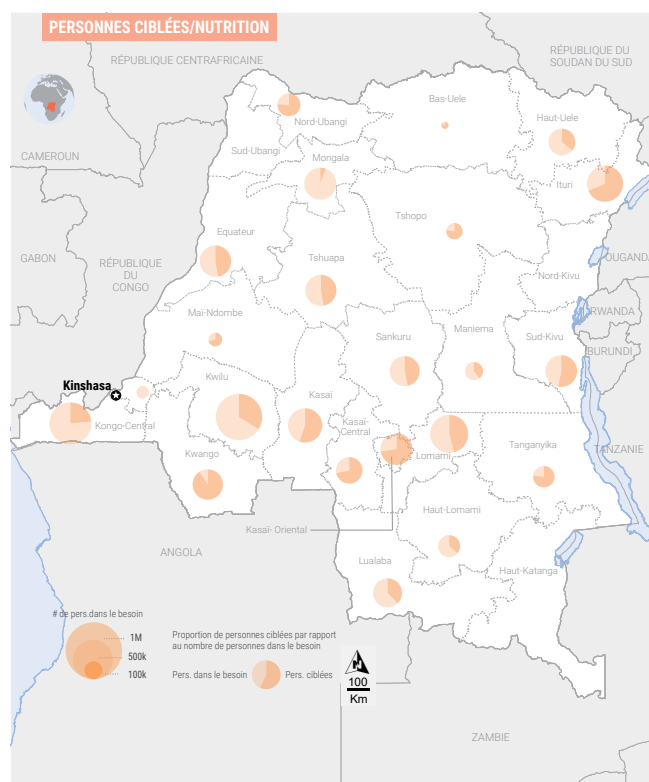 PERSONNES CIBLÉES/NUTRITION
RÉPUBLIQUE CENTRAFRICAINE
RÉPUBLIQUE DU
SOUDAN DU SUD
CAMEROUN
GABON
RÉPUBLIQUE
DU
CONGO
Nord-Ubangi
Bas-Uele
Haut-Uele
Sud-Ubangi
Mongala
Ituri
Tshopo
Equateur
Tshuapa
Nord-Kivu
OUGANDA
RWANDA
BURUNDI
Maï-Ndombe
Maniema
Sankuru
Sud-Kivu
Kinshasa
Kwilu
Kasaï
Kasaï-
Central
Kongo-Central
Lomami
Tanganyika
TANZANIE
Kwango
Kasaï- Oriental
Haut-Lomami
ANGOLA
Lualaba
Haut-Katanga
ZAMBIE
# de pers.dans le besoin
1M
500k
100k
Proportion de personnes ciblées par rapport
au nombre de personnes dans le besoin
Pers. dans le besoin
Pers. ciblées
N
100
Km